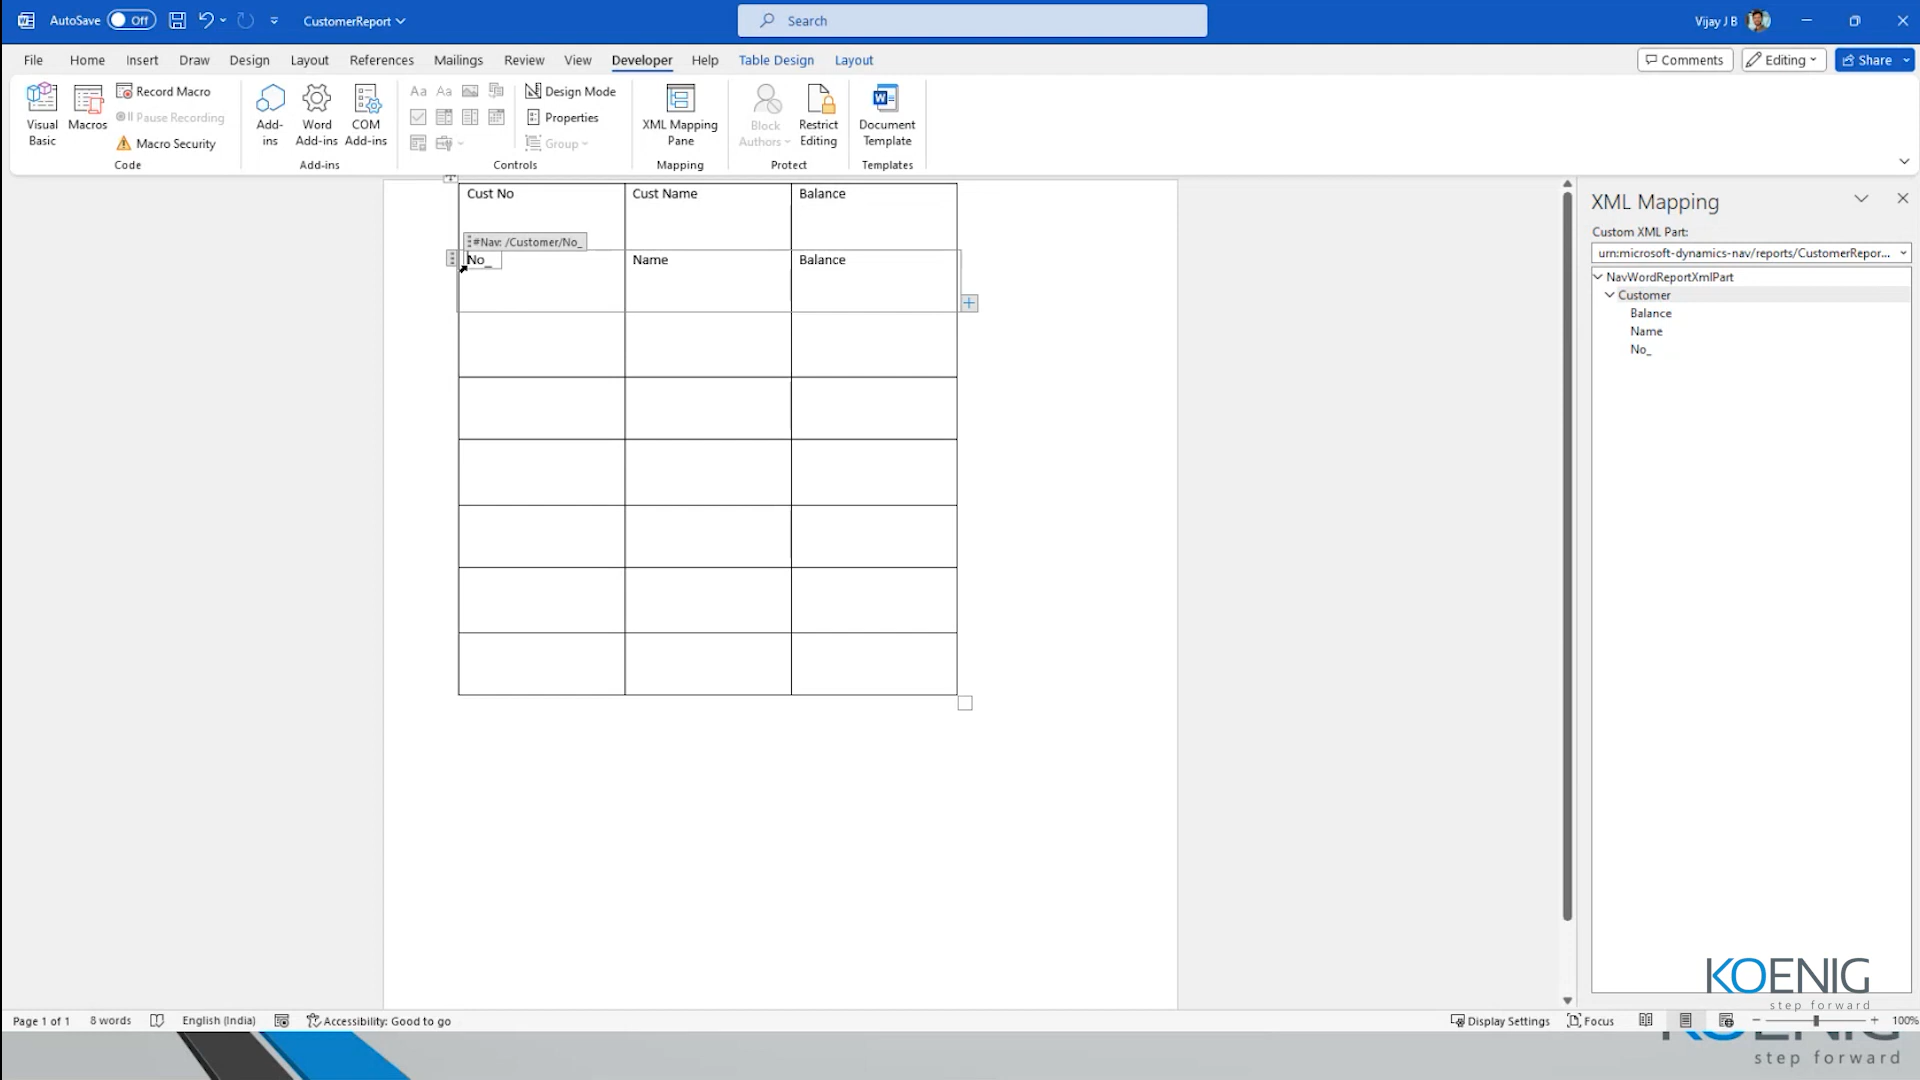 AutoSave Off CustomerReport Search Vijay J B
File Home Insert Draw Design Layout References Mailings Review View Developer Help Table Design Layout Comments Editing Share
Visual Basic
Macros
Record Macro
Pause Recording
Macro Security
Code
Add-ins
Word Add-ins
COM Add-ins
Add-ins
Aa Aa
Design Mode
Properties
Group
Controls
XML Mapping Pane
Mapping
Block Authors
Restrict Editing
Protect
Document Template
Templates
Cust No Cust Name Balance
#Nav: /Customer/No_
No_ Name Balance
XML Mapping
Custom XML Part:
urn:microsoft-dynamics-nav/reports/CustomerRepor...
NavWordReportXmlPart
Customer
Balance
Name
No_
KOENIG
step forward
Page 1 of 1 8 words English (India) Accessibility: Good to go Display Settings Focus 100%
KOENIG
step forward